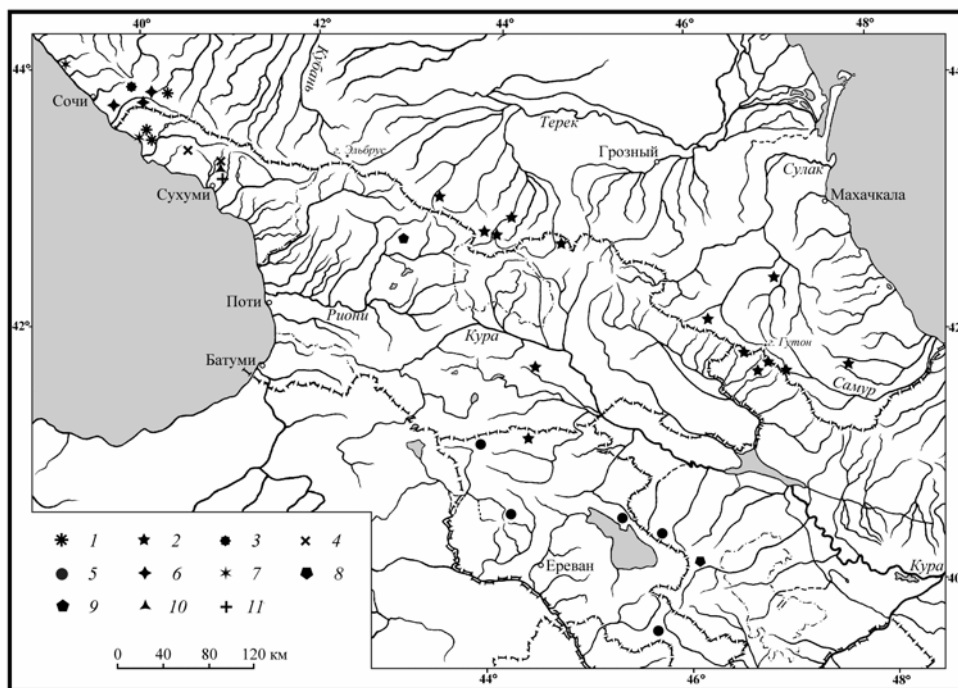 40° 42° 44° 46° 48°
44° 44°
Кубань
Сочи
Терек
г. Эльбрус
Грозный
Сулак
Сухуми
Махачкала
Поти
Риони
42° 42°
Кура
г. Гутон
Батуми
Самур
1 2 3 4
5 6 7 8
9 10 11
Ереван
Кура
40°
0 40 80 120 км
44° 46° 48°